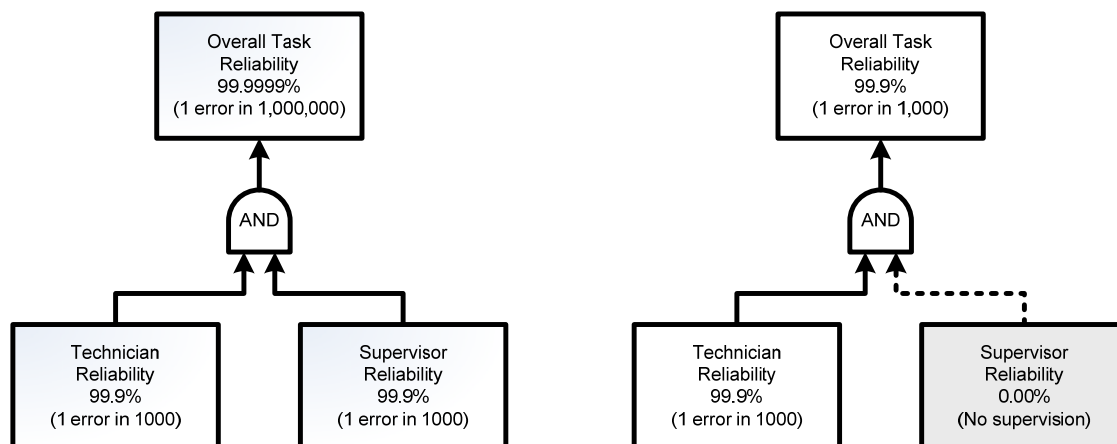 Overall Task
Reliability
99.9999%
(1 error in 1,000,000)
AND
Technician
Reliability
99.9%
(1 error in 1000)
Supervisor
Reliability
99.9%
(1 error in 1000)
Overall Task
Reliability
99.9%
(1 error in 1,000)
AND
Technician
Reliability
99.9%
(1 error in 1000)
Supervisor
Reliability
0.00%
(No supervision)